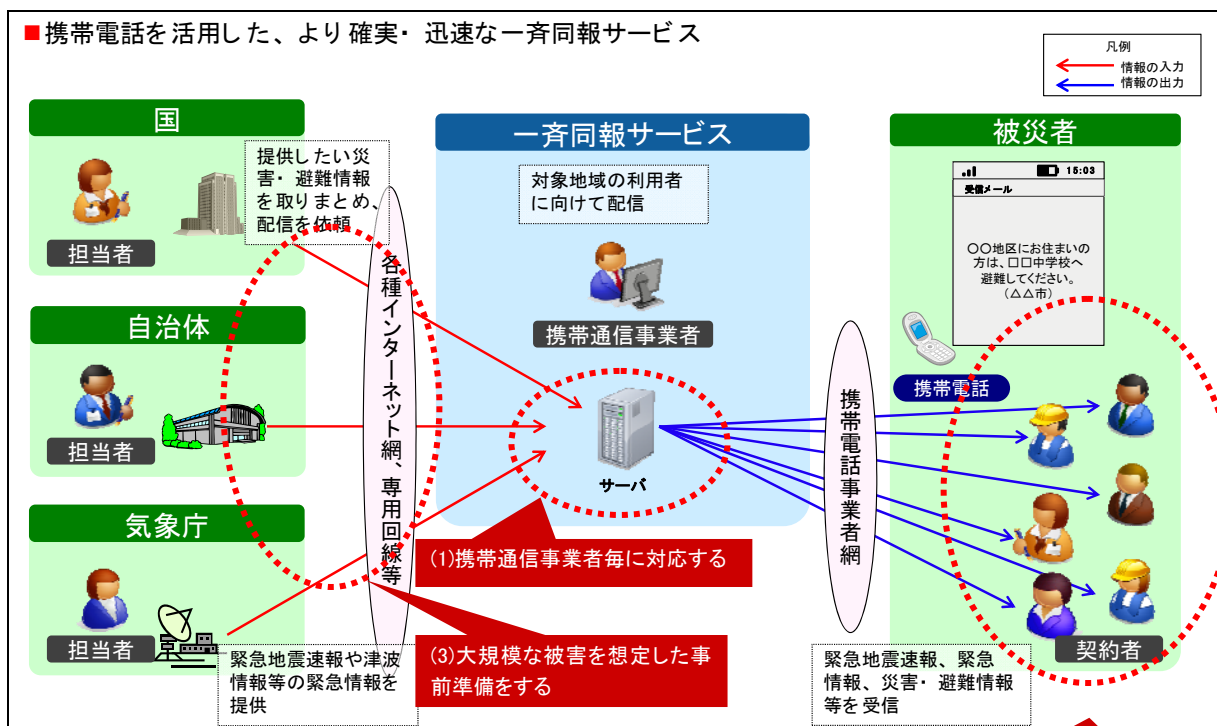 ■携帯電話を活用した、より確実・迅速な一斉同報サービス
凡例
情報の入力
情報の出力
国
提供したい災
害・避難情報
を取りまとめ、
配信を依頼
担当者
自治体
担当者
気象庁
担当者
緊急地震速報や津波
情報等の緊急情報を
提供
各種インターネット網、専用回線等
一斉同報サービス
対象地域の利用者
に向けて配信
携帯通信事業者
サーバ
(1)携帯通信事業者毎に対応する
(3)大規模な被害を想定した事
前準備をする
携帯電話事業者網
被災者
15:03
受信メール
〇〇地区にお住まいの
方は、□□中学校へ
避難してください。
（△△市）
携帯電話
契約者
緊急地震速報、緊急
情報、災害・避難情報
等を受信